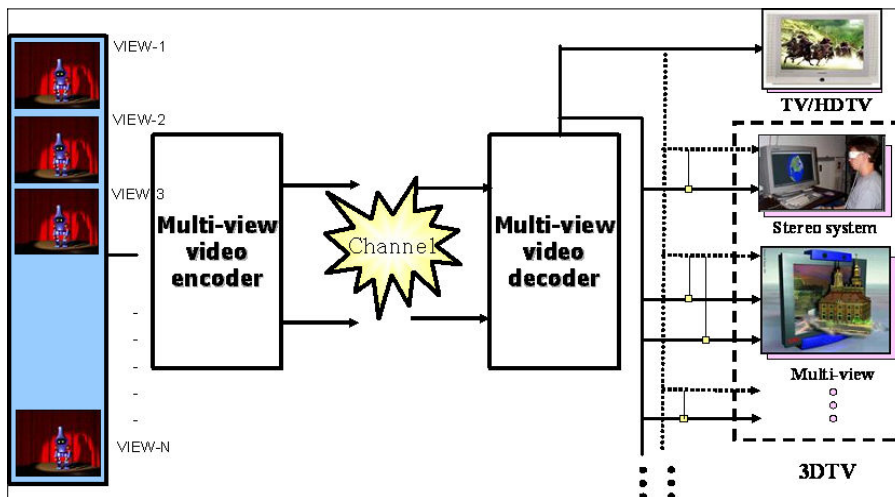 VIEW-1
VIEW-2
VIEW-3
VIEW-N
Multi-view
video
encoder
Channel
Multi-view
video
decoder
TV/HDTV
Stereo system
Multi-view
3DTV